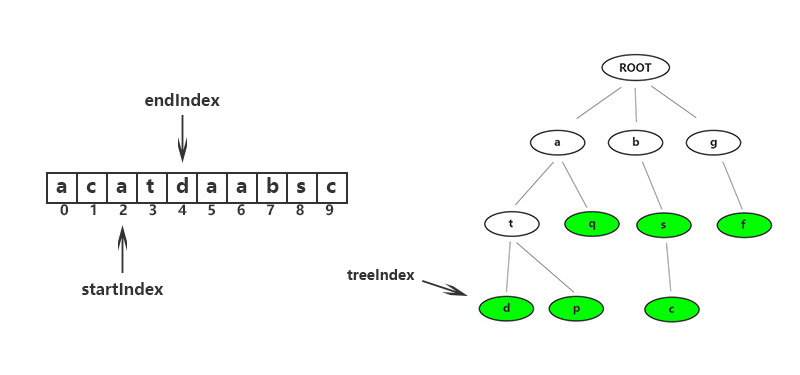 endIndex
a c a t d a a b s c
0 1 2 3 4 5 6 7 8 9
startIndex
ROOT
a b g
t q s f
treeIndex
d p c